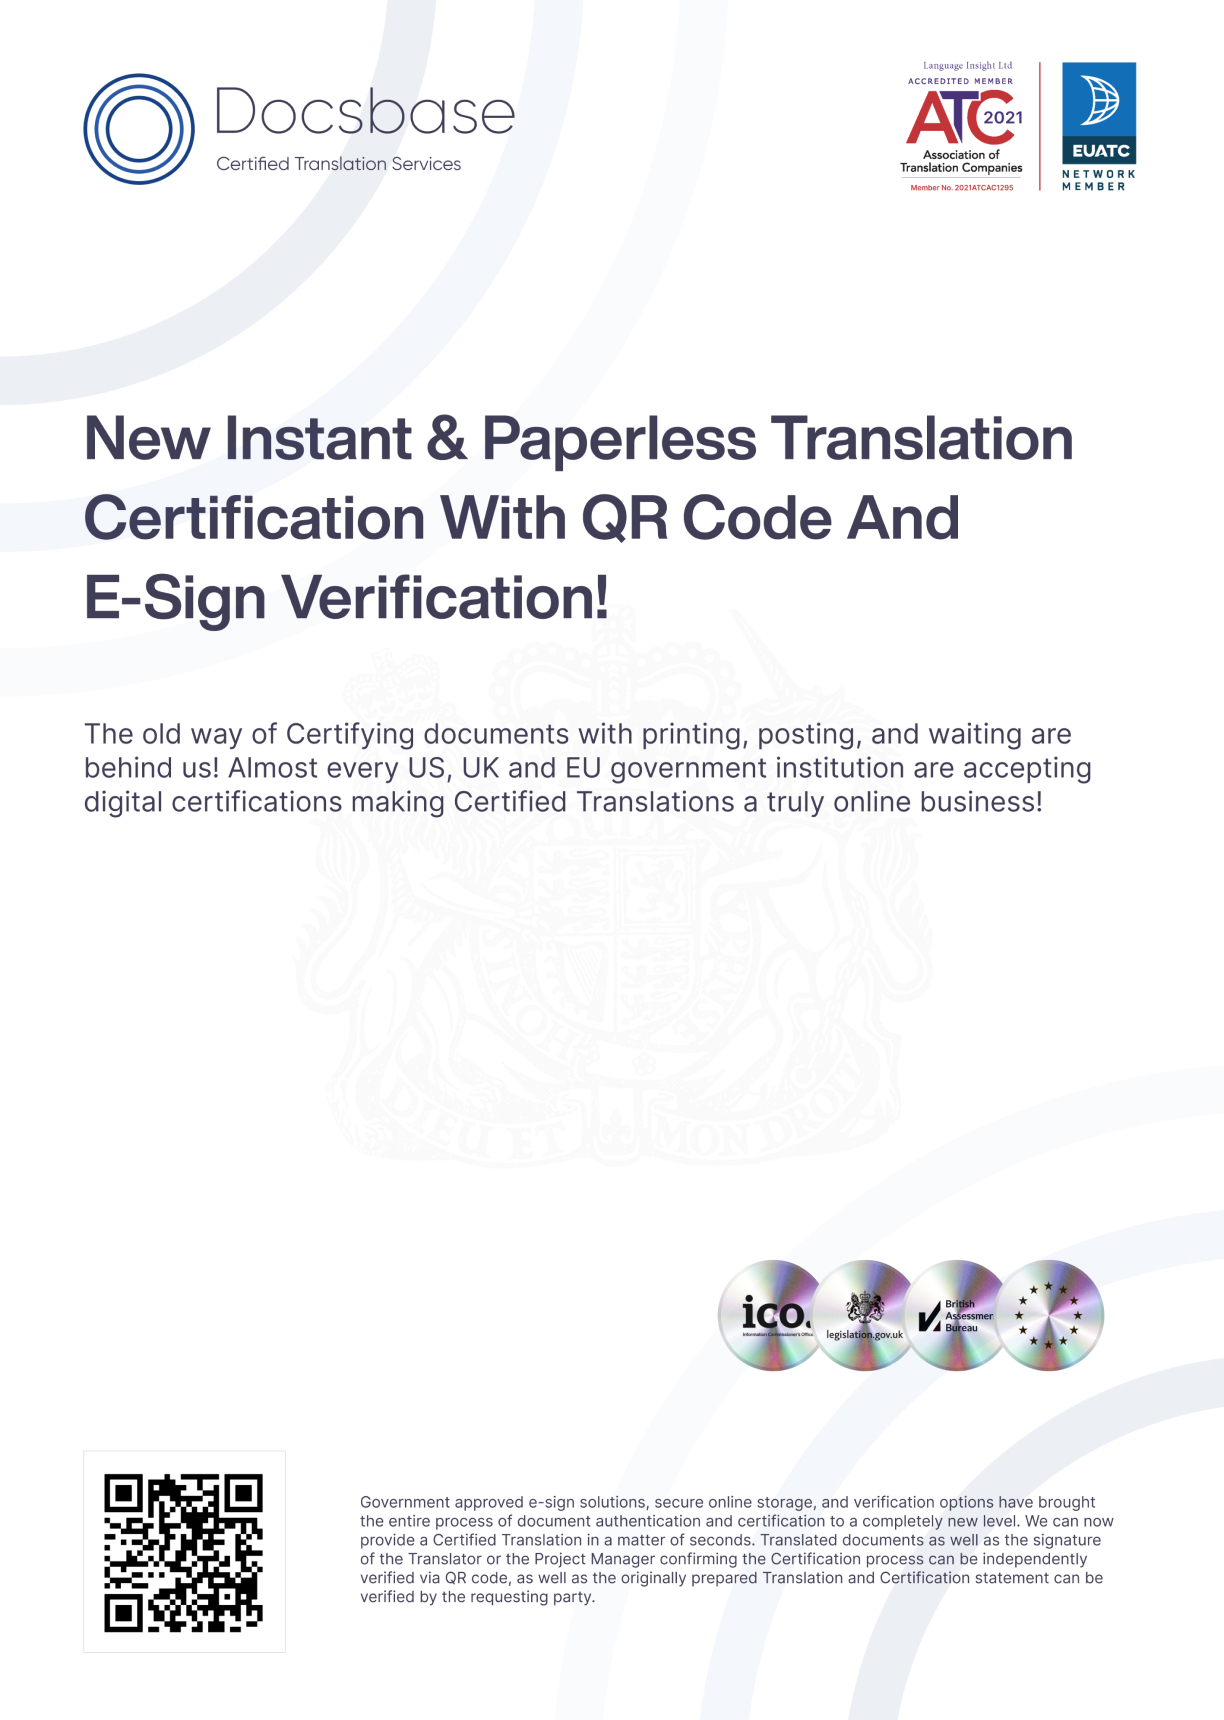 Docsbase
Certified Translation Services
Language Insight Ltd
ACCREDITED MEMBER
ATC 2021
Association of
Translation Companies
Member No. 2021ATCAC1295
EUATC
NETWORK
MEMBER
New Instant & Paperless Translation
Certification With QR Code And
E-Sign Verification!
The old way of Certifying documents with printing, posting, and waiting are
behind us! Almost every US, UK and EU government institution are accepting
digital certifications making Certified Translations a truly online business!
DIEU ET MON DROIT
ico.
Information Commissioner's Office
legislation.gov.uk
British
Assessmen
Bureau
Government approved e-sign solutions, secure online storage, and verification options have brought
the entire process of document authentication and certification to a completely new level. We can now
provide a Certified Translation in a matter of seconds. Translated documents as well as the signature
of the Translator or the Project Manager confirming the Certification process can be independently
verified via QR code, as well as the originally prepared Translation and Certification statement can be
verified by the requesting party.